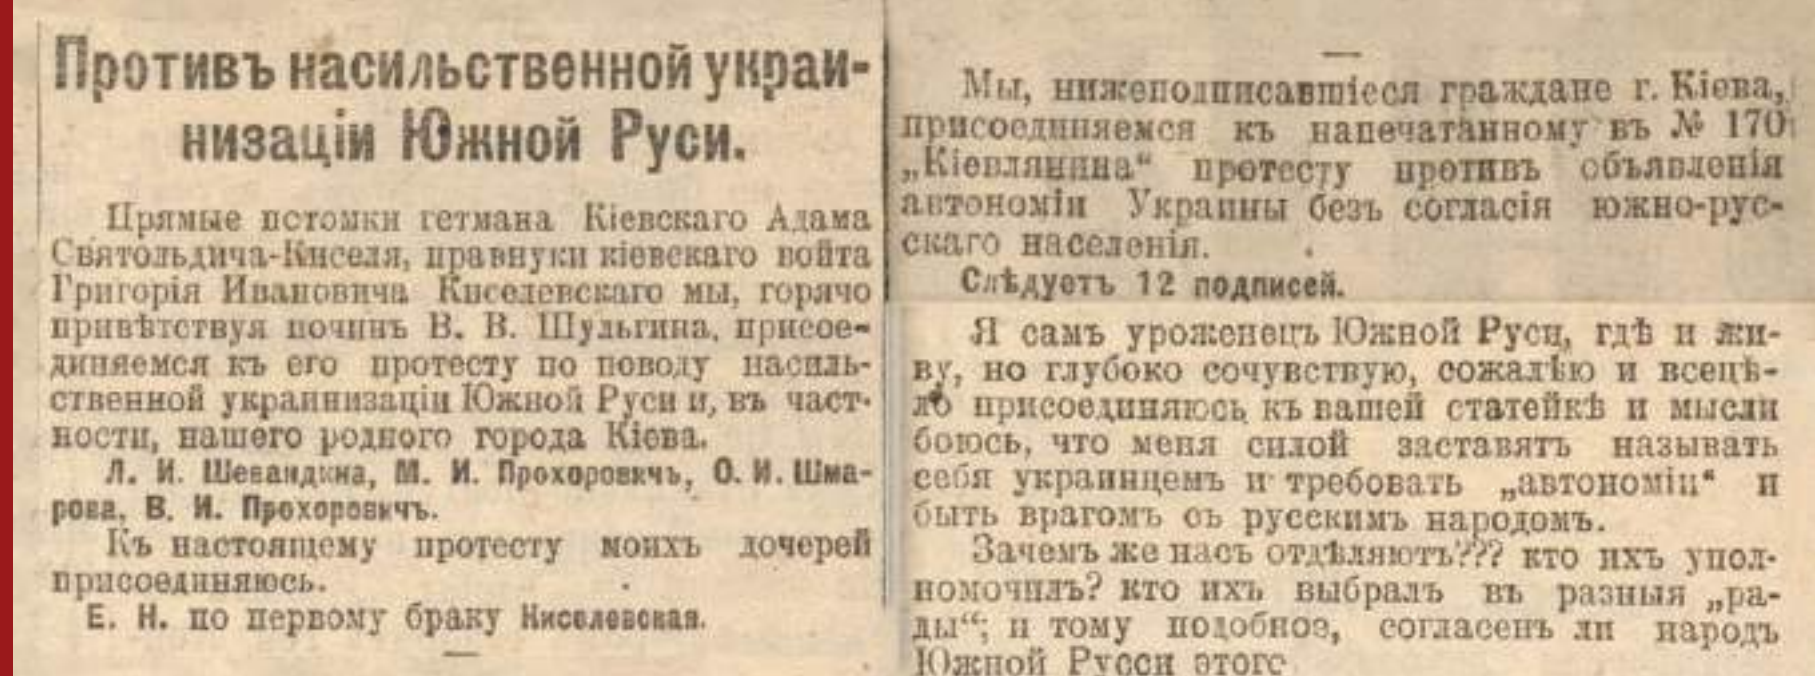 Противъ насильственной украи-
низаціи Южной Руси.
Прямые потомки гетмана Кіевскаго Адама
Святольдича-Киселя, правнуки кіевскаго войта
Григорія Ивановича Киселевскаго мы, горячо
привѣтствуя починъ В. В. Шульгина, присое-
диняемся къ его протесту по поводу насиль-
ственной украинизаціи Южной Руси и, въ част-
ности, нашего родного города Кіева.
Л. И. Шевандина, М. И. Прохоровичъ, О. И. Шма-
рова, В. И. Прохоровичъ.
Къ настоящему протесту моихъ дочерей
присоединяюсь.
Е. Н. по первому браку Киселевская.
Мы, нижеподписавшіеся граждане г. Кіева,
присоединяемся къ напечатанному въ № 170
„Кіевлянина“ протесту противъ объявленія
автономіи Украины безъ согласія южно-рус-
скаго населенія.
Слѣдуетъ 12 подписей.
Я самъ уроженецъ Южной Руси, гдѣ и жи-
ву, но глубоко сочувствую, сожалѣю и всецѣ-
ло присоединяюсь къ вашей статейкѣ и мысли
боюсь, что меня силой заставятъ называть
себя украинцемъ и требовать „автономіи“ и
быть врагомъ съ русскимъ народомъ.
Зачемъ же насъ отдѣляютъ??? кто ихъ упол-
номочилъ? кто ихъ выбралъ въ разныя „ра-
ды“; и тому подобное, согласенъ ли народъ
Южной Русси этого